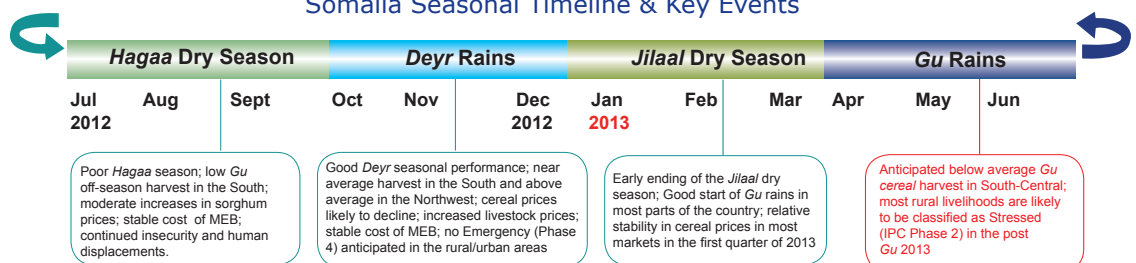 Somalia Seasonal Timeline & Key Events
Hagaa Dry Season
Deyr Rains
Jilaal Dry Season
Gu Rains
Jul Aug Sept Oct Nov Dec Jan Feb Mar Apr May Jun
2012 2012 2013
Poor Hagaa season; low Gu
off-season harvest in the South;
moderate increases in sorghum
prices; stable cost of MEB;
continued insecurity and human
displacements.
Good Deyr seasonal performance; near
average harvest in the South and above
average in the Northwest; cereal prices
likely to decline; increased livestock prices;
stable cost of MEB; no Emergency (Phase
4) anticipated in the rural/urban areas
Early ending of the Jilaal dry
season; Good start of Gu rains in
most parts of the country; relative
stability in cereal prices in most
markets in the first quarter of 2013
Anticipated below average Gu
cereal harvest in South-Central;
most rural livelihoods are likely
to be classified as Stressed
(IPC Phase 2) in the post
Gu 2013